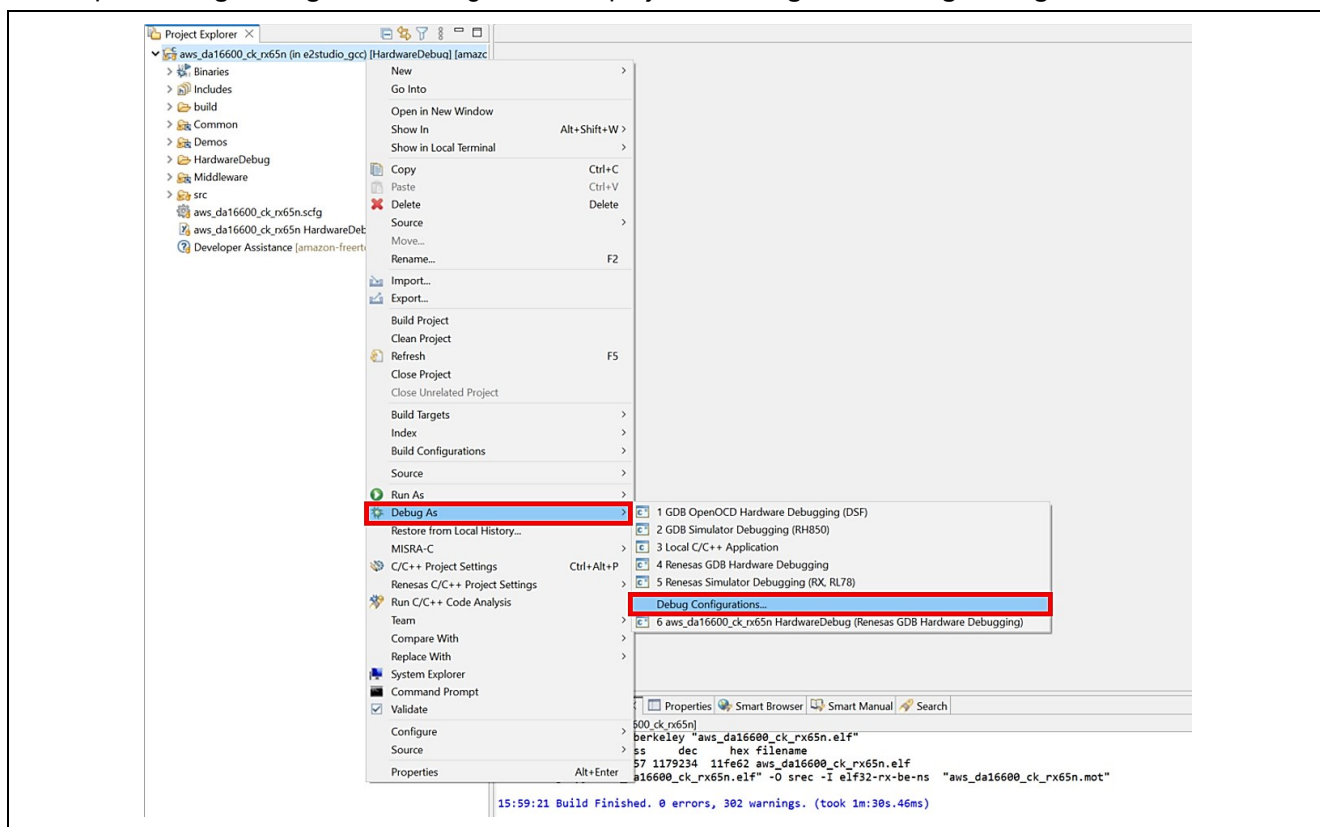 Project Explorer
aws_da16600_ck_rx65n (in e2studio_gcc) [HardwareDebug] [amazc
Binaries
Includes
build
Common
Demos
HardwareDebug
Middleware
src
aws_da16600_ck_rx65n.scfg
aws_da16600_ck_rx65n HardwareDeb
Developer Assistance [amazon-freert
New
Go Into
Open in New Window
Show In Alt+Shift+W >
Show in Local Terminal
Copy Ctrl+C
Paste Ctrl+V
Delete Delete
Source
Move...
Rename... F2
Import...
Export...
Build Project
Clean Project
Refresh F5
Close Project
Close Unrelated Project
Build Targets
Index
Build Configurations
Source
Run As
Debug As
Restore from Local History...
MISRA-C
C/C++ Project Settings Ctrl+Alt+P
Renesas C/C++ Project Settings
Run C/C++ Code Analysis
Team
Compare With
Replace With
System Explorer
Command Prompt
Validate
Configure
Source
Properties Alt+Enter
1 GDB OpenOCD Hardware Debugging (DSF)
2 GDB Simulator Debugging (RH850)
3 Local C/C++ Application
4 Renesas GDB Hardware Debugging
5 Renesas Simulator Debugging (RX, RL78)
Debug Configurations...
6 aws_da16600_ck_rx65n HardwareDebug (Renesas GDB Hardware Debugging)
Properties Smart Browser Smart Manual Search
600_ck_rx65n]
berkeley "aws_da16600_ck_rx65n.elf"
ss dec hex filename
57 1179234 11fe62 aws_da16600_ck_rx65n.elf
a16600_ck_rx65n.elf" -O srec -I elf32-rx-be-ns "aws_da16600_ck_rx65n.mot"
15:59:21 Build Finished. 0 errors, 302 warnings. (took 1m:30s.46ms)